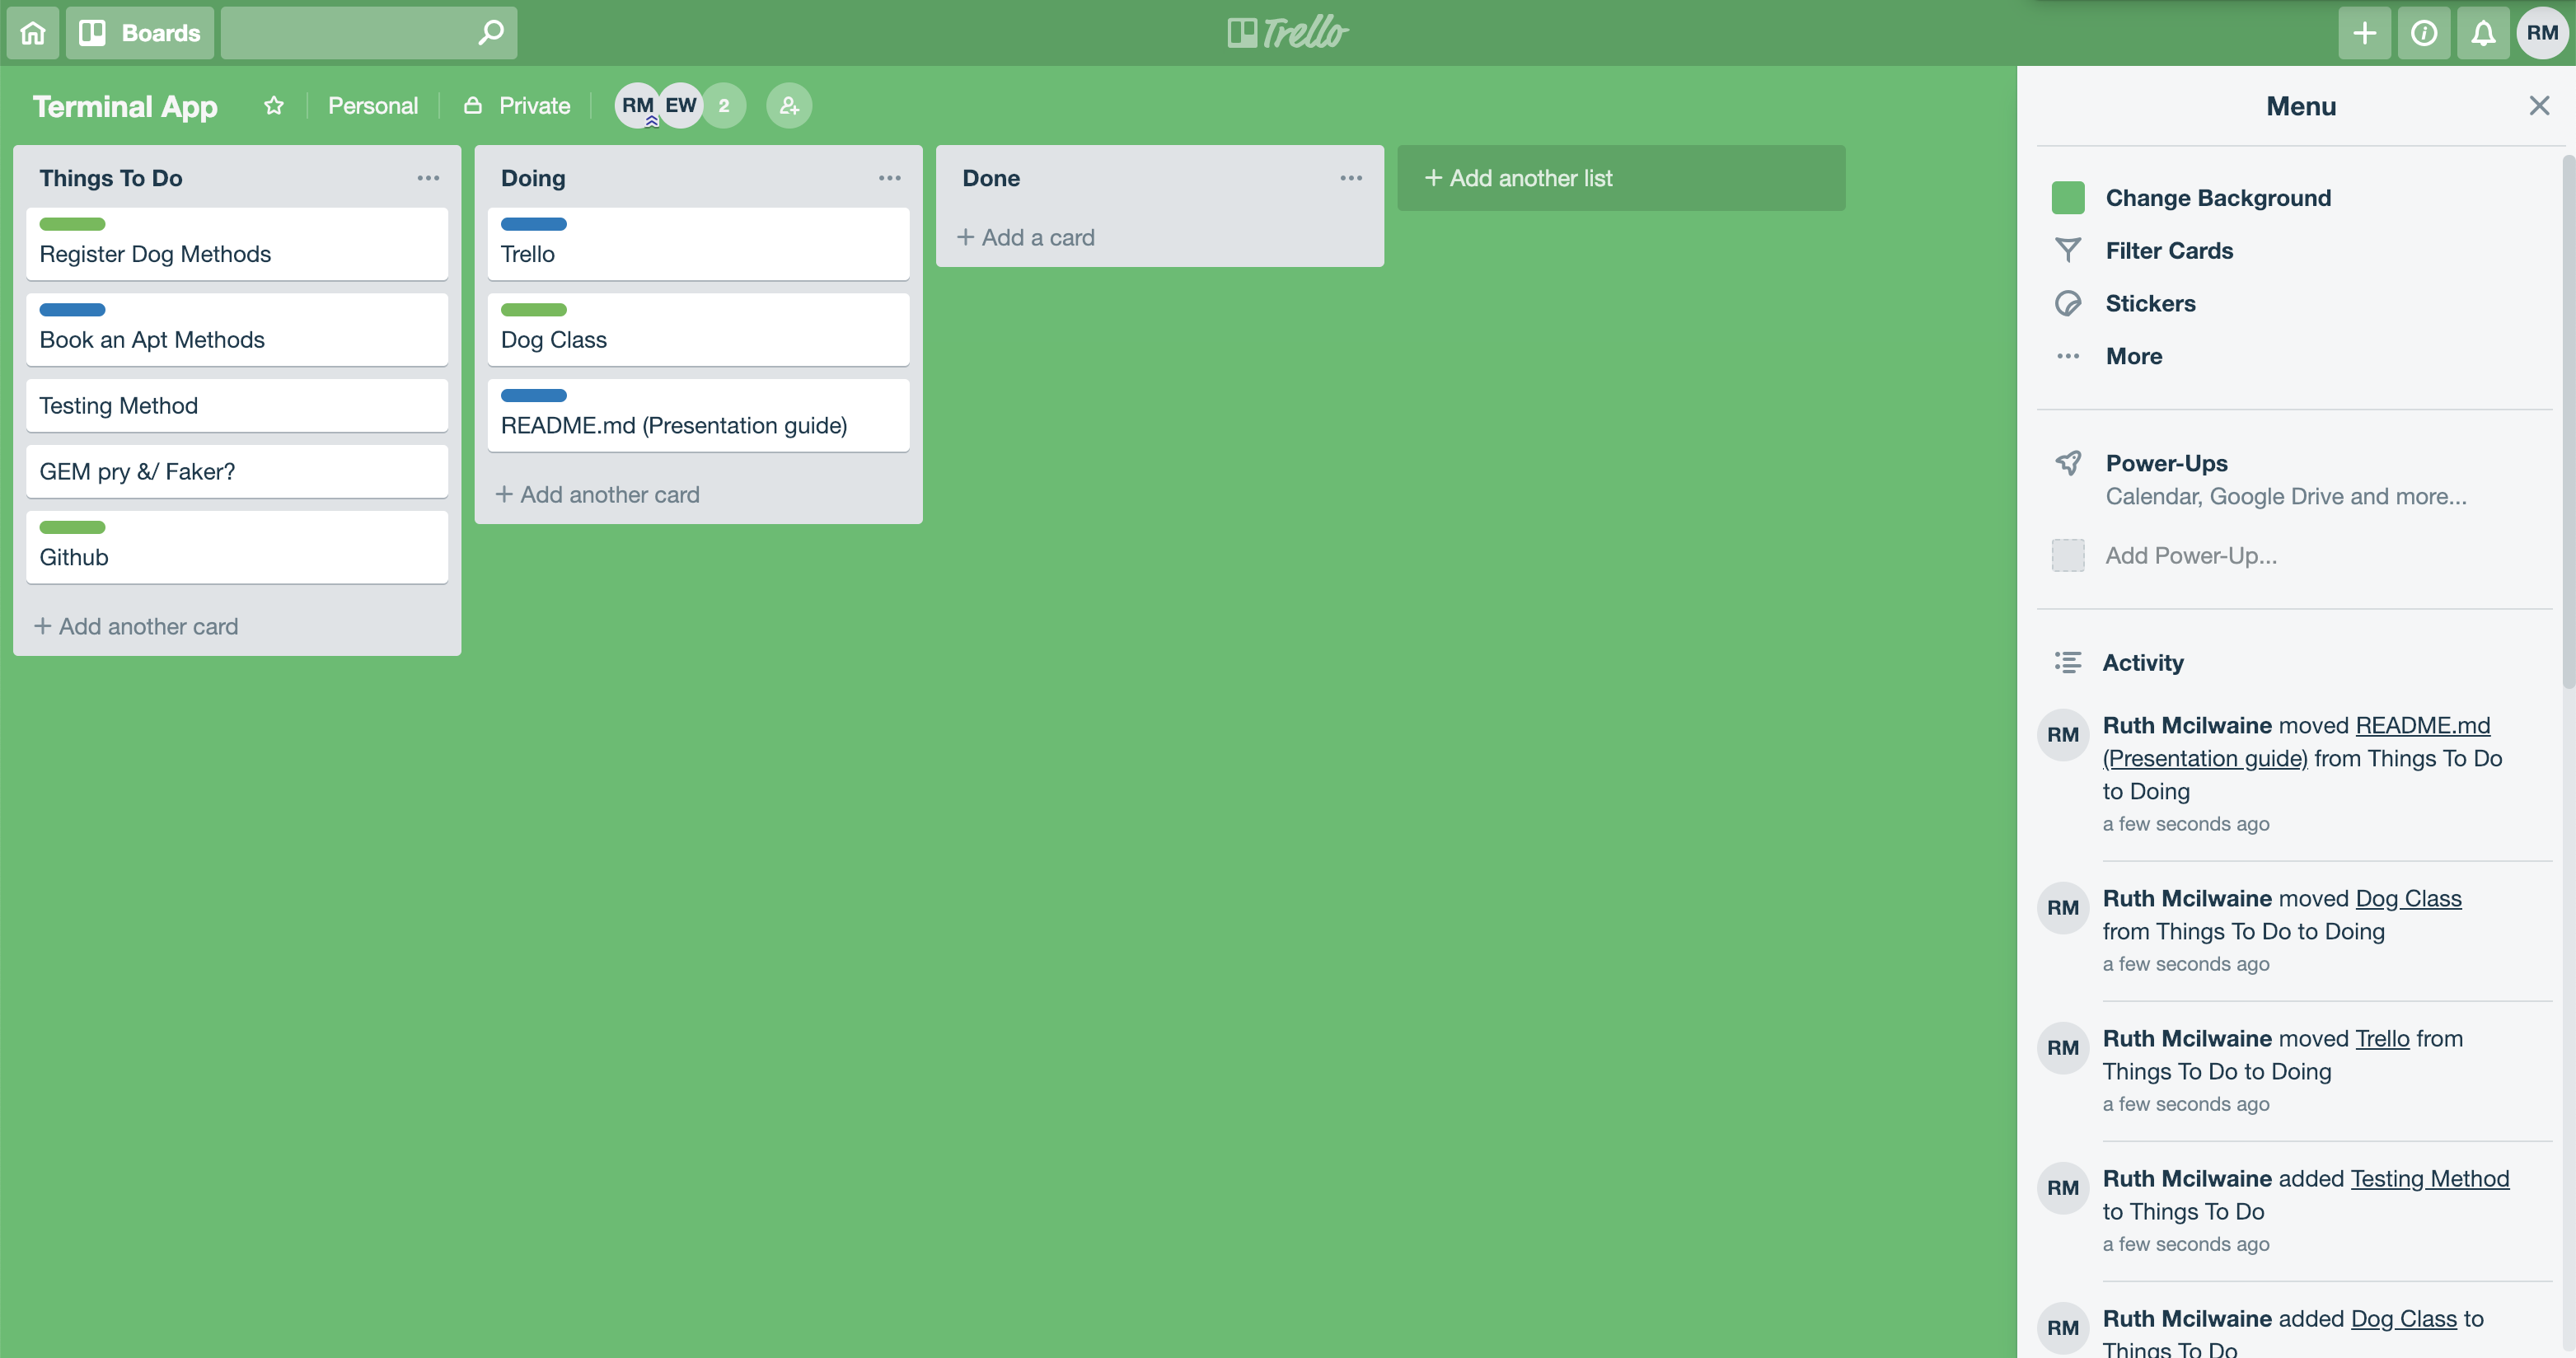 Boards
Trello
RM
Terminal App
Personal
Private
RM
EW
2
Things To Do
Register Dog Methods
Book an Apt Methods
Testing Method
GEM pry &/ Faker?
Github
+ Add another card
Doing
Trello
Dog Class
README.md (Presentation guide)
+ Add another card
Done
+ Add a card
+ Add another list
Menu
Change Background
Filter Cards
Stickers
More
Power-Ups
Calendar, Google Drive and more...
Add Power-Up...
Activity
RM
Ruth Mcilwaine moved README.md
(Presentation guide) from Things To Do
to Doing
a few seconds ago
RM
Ruth Mcilwaine moved Dog Class
from Things To Do to Doing
a few seconds ago
RM
Ruth Mcilwaine moved Trello from
Things To Do to Doing
a few seconds ago
RM
Ruth Mcilwaine added Testing Method
to Things To Do
a few seconds ago
RM
Ruth Mcilwaine added Dog Class to
Things To Do